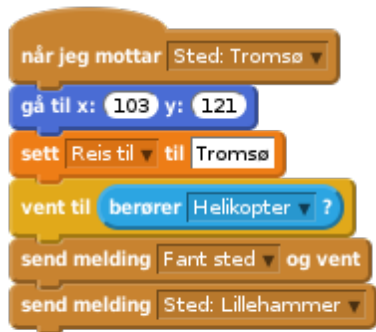 når jeg mottar Sted: Tromsø
gå til x: 103 y: 121
sett Reis til til Tromsø
vent til berører Helikopter ?
send melding Fant sted og vent
send melding Sted: Lillehammer